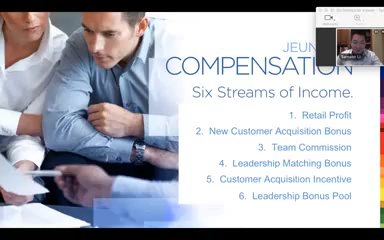 JEUN
COMPENSATION
Six Streams of Income.
1. Retail Profit
2. New Customer Acquisition Bonus
3. Team Commission
4. Leadership Matching Bonus
5. Customer Acquisition Incentive
6. Leadership Bonus Pool